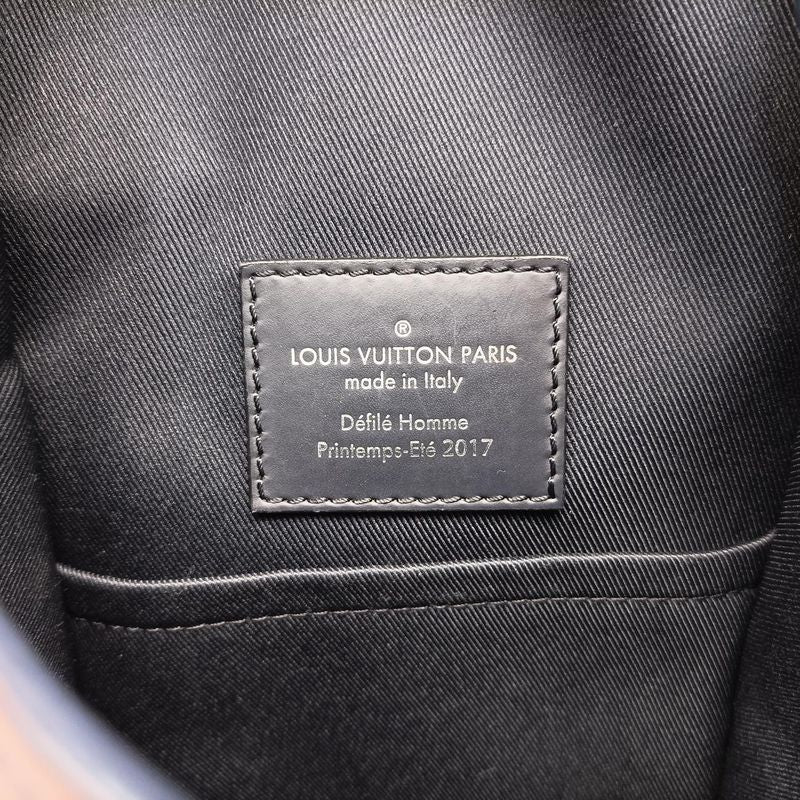 ®
LOUIS VUITTON PARIS
made in Italy
Défilé Homme
Printemps-Eté 2017